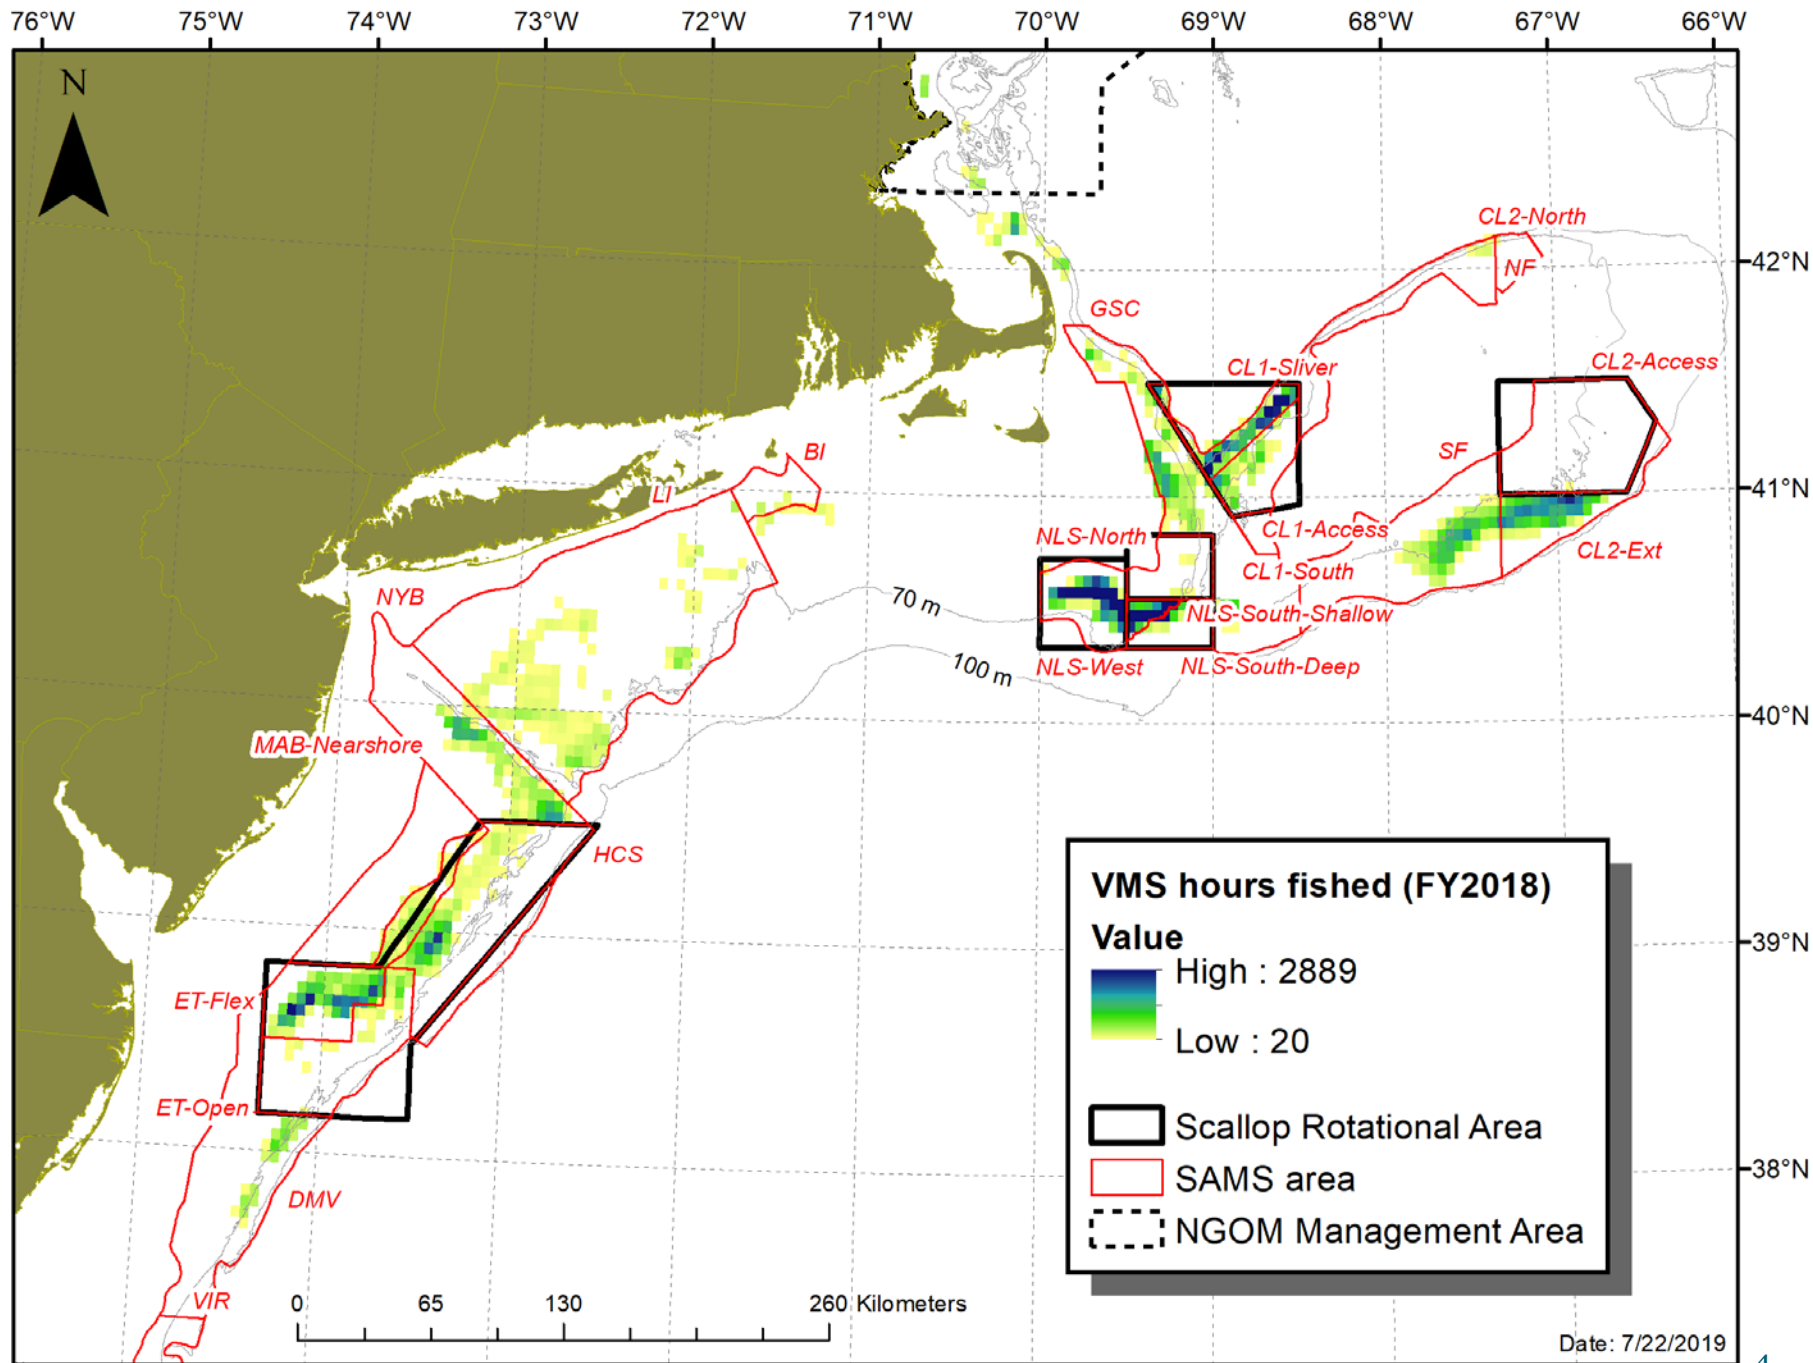 76°W 75°W 74°W 73°W 72°W 71°W 70°W 69°W 68°W 67°W 66°W
N
CL2-North
42°N
NF
GSC
CL1-Sliver
CL2-Access
BI
SF
LI
41°N
NLS-North
CL1-Access
CL2-Ext
CL1-South
NYB
70 m
NLS-South-Shallow
100 m
NLS-West
NLS-South-Deep
40°N
MAB-Nearshore
HCS
VMS hours fished (FY2018)
Value
High : 2889
Low : 20
39°N
ET-Flex
ET-Open
Scallop Rotational Area
SAMS area
NGOM Management Area
38°N
DMV
VIR
0 65 130 260 Kilometers
Date: 7/22/2019
4